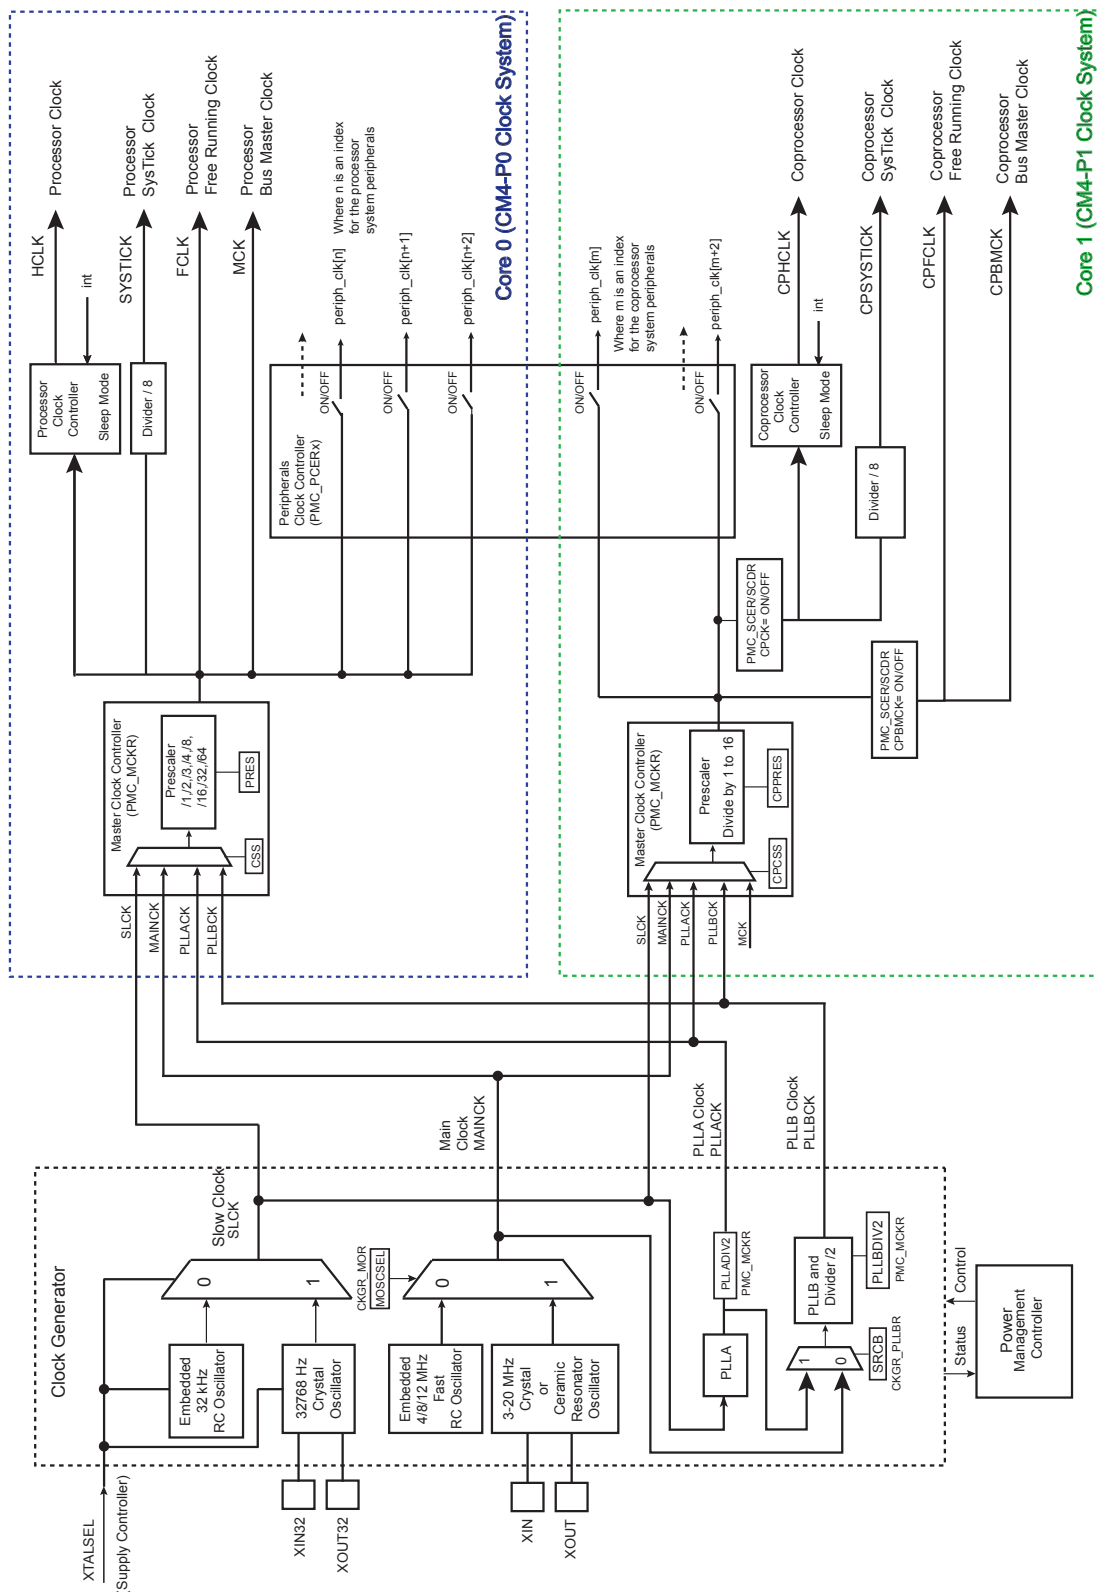 Clock Generator
XTALSEL
(Supply Controller)
Embedded
32 kHz
RC Oscillator
32768 Hz
Crystal
Oscillator
XIN32
XOUT32
0
1
Slow Clock
SLCK
CKGR_MOR
MOSCSEL
Embedded
4/8/12 MHz
Fast
RC Oscillator
3-20 MHz
Crystal
or
Ceramic
Resonator
Oscillator
XIN
XOUT
0
1
Main
Clock
MAINCK
PLLA
PLLADIV2
PMC_MCKR
PLLA Clock
PLLACK
1
0
SRCB
CKGR_PLLBR
PLLB and
Divider /2
PLLBDIV2
PMC_MCKR
PLLB Clock
PLLBCK
Status
Control
Power
Management
Controller
SLCK
MAINCK
PLLACK
PLLBCK
Master Clock Controller
(PMC_MCKR)
Prescaler
/1,/2,/3,/4,/8,
/16,/32,/64
CSS
PRES
Processor
Clock
Controller
Sleep Mode
int
HCLK
Processor Clock
Divider / 8
SYSTICK
Processor
SysTick Clock
FCLK
Processor
Free Running Clock
MCK
Processor
Bus Master Clock
Peripherals
Clock Controller
(PMC_PCERx)
ON/OFF
periph_clk[n]
Where n is an index
for the processor
system peripherals
ON/OFF
periph_clk[n+1]
ON/OFF
periph_clk[n+2]
Core 0 (CM4-P0 Clock System)
SLCK
MAINCK
PLLACK
PLLBCK
MCK
Master Clock Controller
(PMC_MCKR)
Prescaler
Divide by 1 to 16
CPCSS
CPPRES
ON/OFF
periph_clk[m]
Where m is an index
for the coprocessor
system peripherals
ON/OFF
periph_clk[m+2]
PMC_SCER/SCDR
CPCK= ON/OFF
Coprocessor
Clock
Controller
Sleep Mode
int
CPHCLK
Coprocessor Clock
Divider / 8
CPSYSTICK
Coprocessor
SysTick Clock
PMC_SCER/SCDR
CPBMCK= ON/OFF
CPFCLK
Coprocessor
Free Running Clock
CPBMCK
Coprocessor
Bus Master Clock
Core 1 (CM4-P1 Clock System)